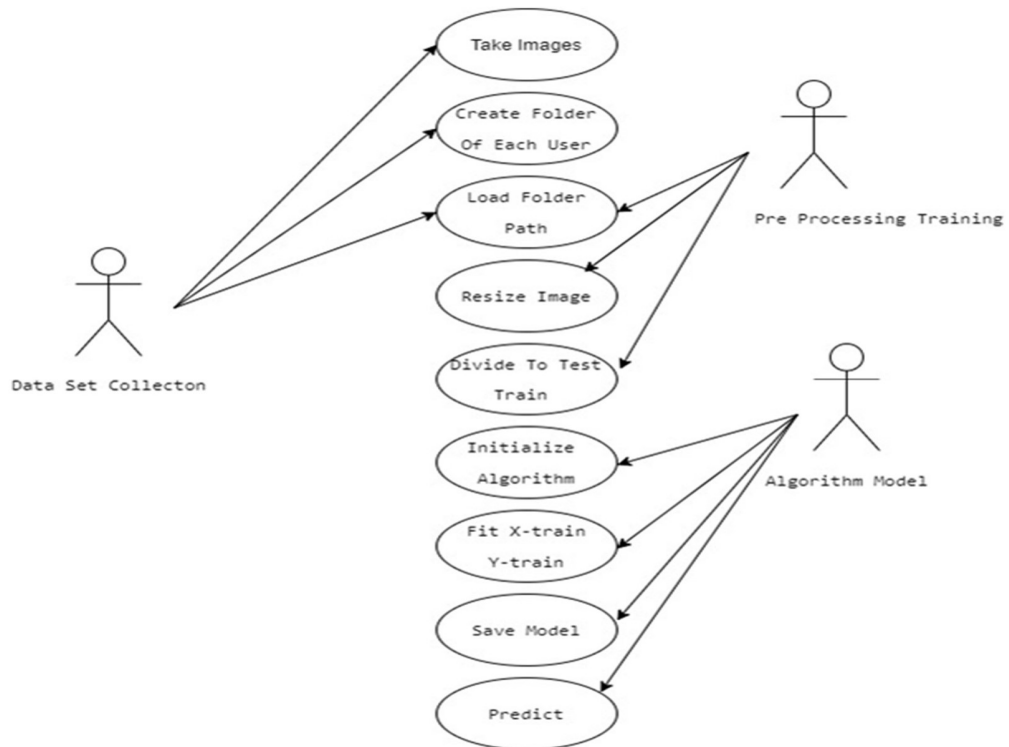 Take Images
Create Folder
Of Each User
Load Folder
Path
Pre Processing Training
Resize Image
Divide To Test
Train
Data Set Collecton
Initialize
Algorithm
Algorithm Model
Fit X-train
Y-train
Save Model
Predict